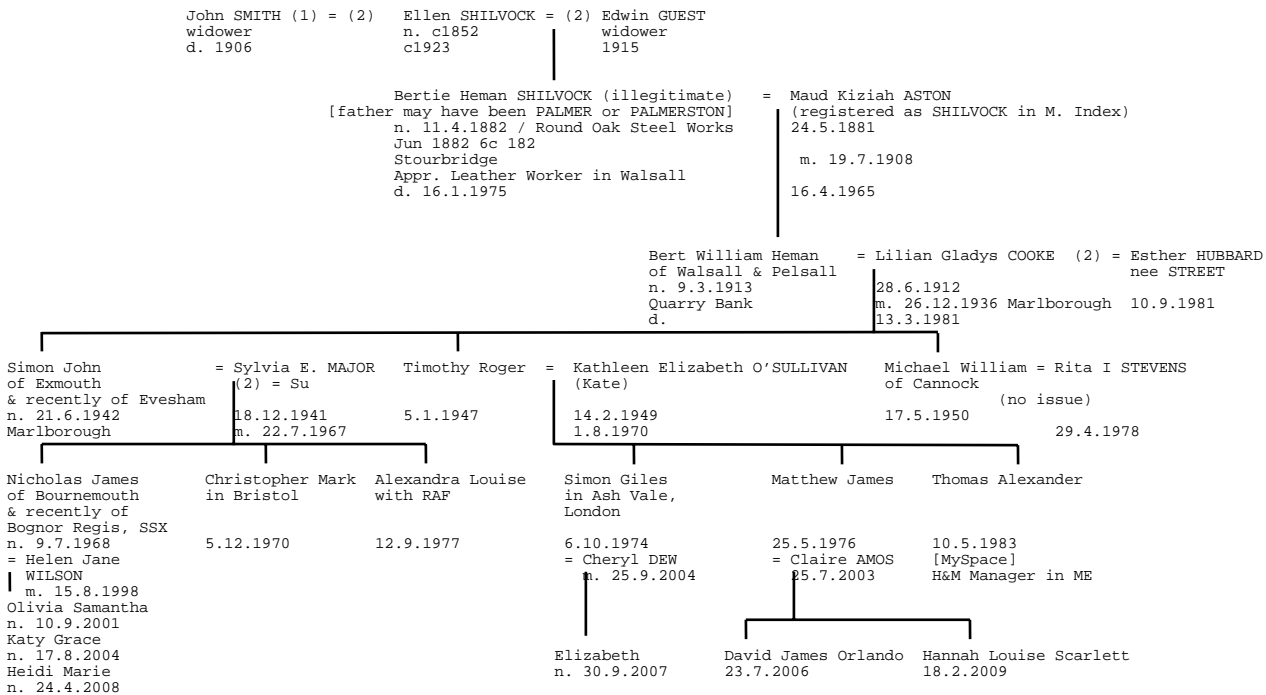 John SMITH (1) = (2) Ellen SHILVOCK = (2) Edwin GUEST
widower n. c1852 widower
d. 1906 c1923 1915
Bertie Heman SHILVOCK (illegitimate) = Maud Kiziah ASTON
[father may have been PALMER or PALMERSTON] (registered as SHILVOCK in M. Index)
n. 11.4.1882 / Round Oak Steel Works 24.5.1881
Jun 1882 6c 182
Stourbridge m. 19.7.1908
Appr. Leather Worker in Walsall
d. 16.1.1975 16.4.1965
Bert William Heman = Lilian Gladys COOKE (2) = Esther HUBBARD
of Walsall & Pelsall nee STREET
n. 9.3.1913 28.6.1912
Quarry Bank m. 26.12.1936 Marlborough 10.9.1981
d. 13.3.1981
Simon John = Sylvia E. MAJOR Timothy Roger = Kathleen Elizabeth O'SULLIVAN Michael William = Rita I STEVENS
of Exmouth (2) = Su (Kate) of Cannock
& recently of Evesham (no issue)
n. 21.6.1942 18.12.1941 5.1.1947 14.2.1949 17.5.1950
Marlborough m. 22.7.1967 1.8.1970 29.4.1978
Nicholas James Christopher Mark Alexandra Louise Simon Giles Matthew James Thomas Alexander
of Bournemouth in Bristol with RAF in Ash Vale,
& recently of London
Bognor Regis, SSX
n. 9.7.1968 5.12.1970 12.9.1977 6.10.1974 25.5.1976 10.5.1983
= Helen Jane = Cheryl DEW = Claire AMOS [MySpace]
WILSON m. 25.9.2004 25.7.2003 H&M Manager in ME
m. 15.8.1998
Olivia Samantha
n. 10.9.2001
Katy Grace
n. 17.8.2004 Elizabeth David James Orlando Hannah Louise Scarlett
Heidi Marie n. 30.9.2007 23.7.2006 18.2.2009
n. 24.4.2008